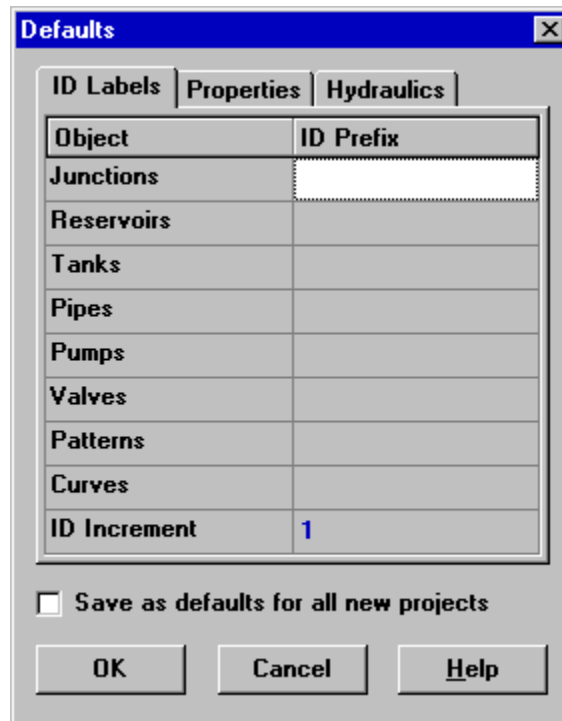 Defaults
ID Labels Properties Hydraulics
Object ID Prefix
Junctions
Reservoirs
Tanks
Pipes
Pumps
Valves
Patterns
Curves
ID Increment 1
Save as defaults for all new projects
OK Cancel Help